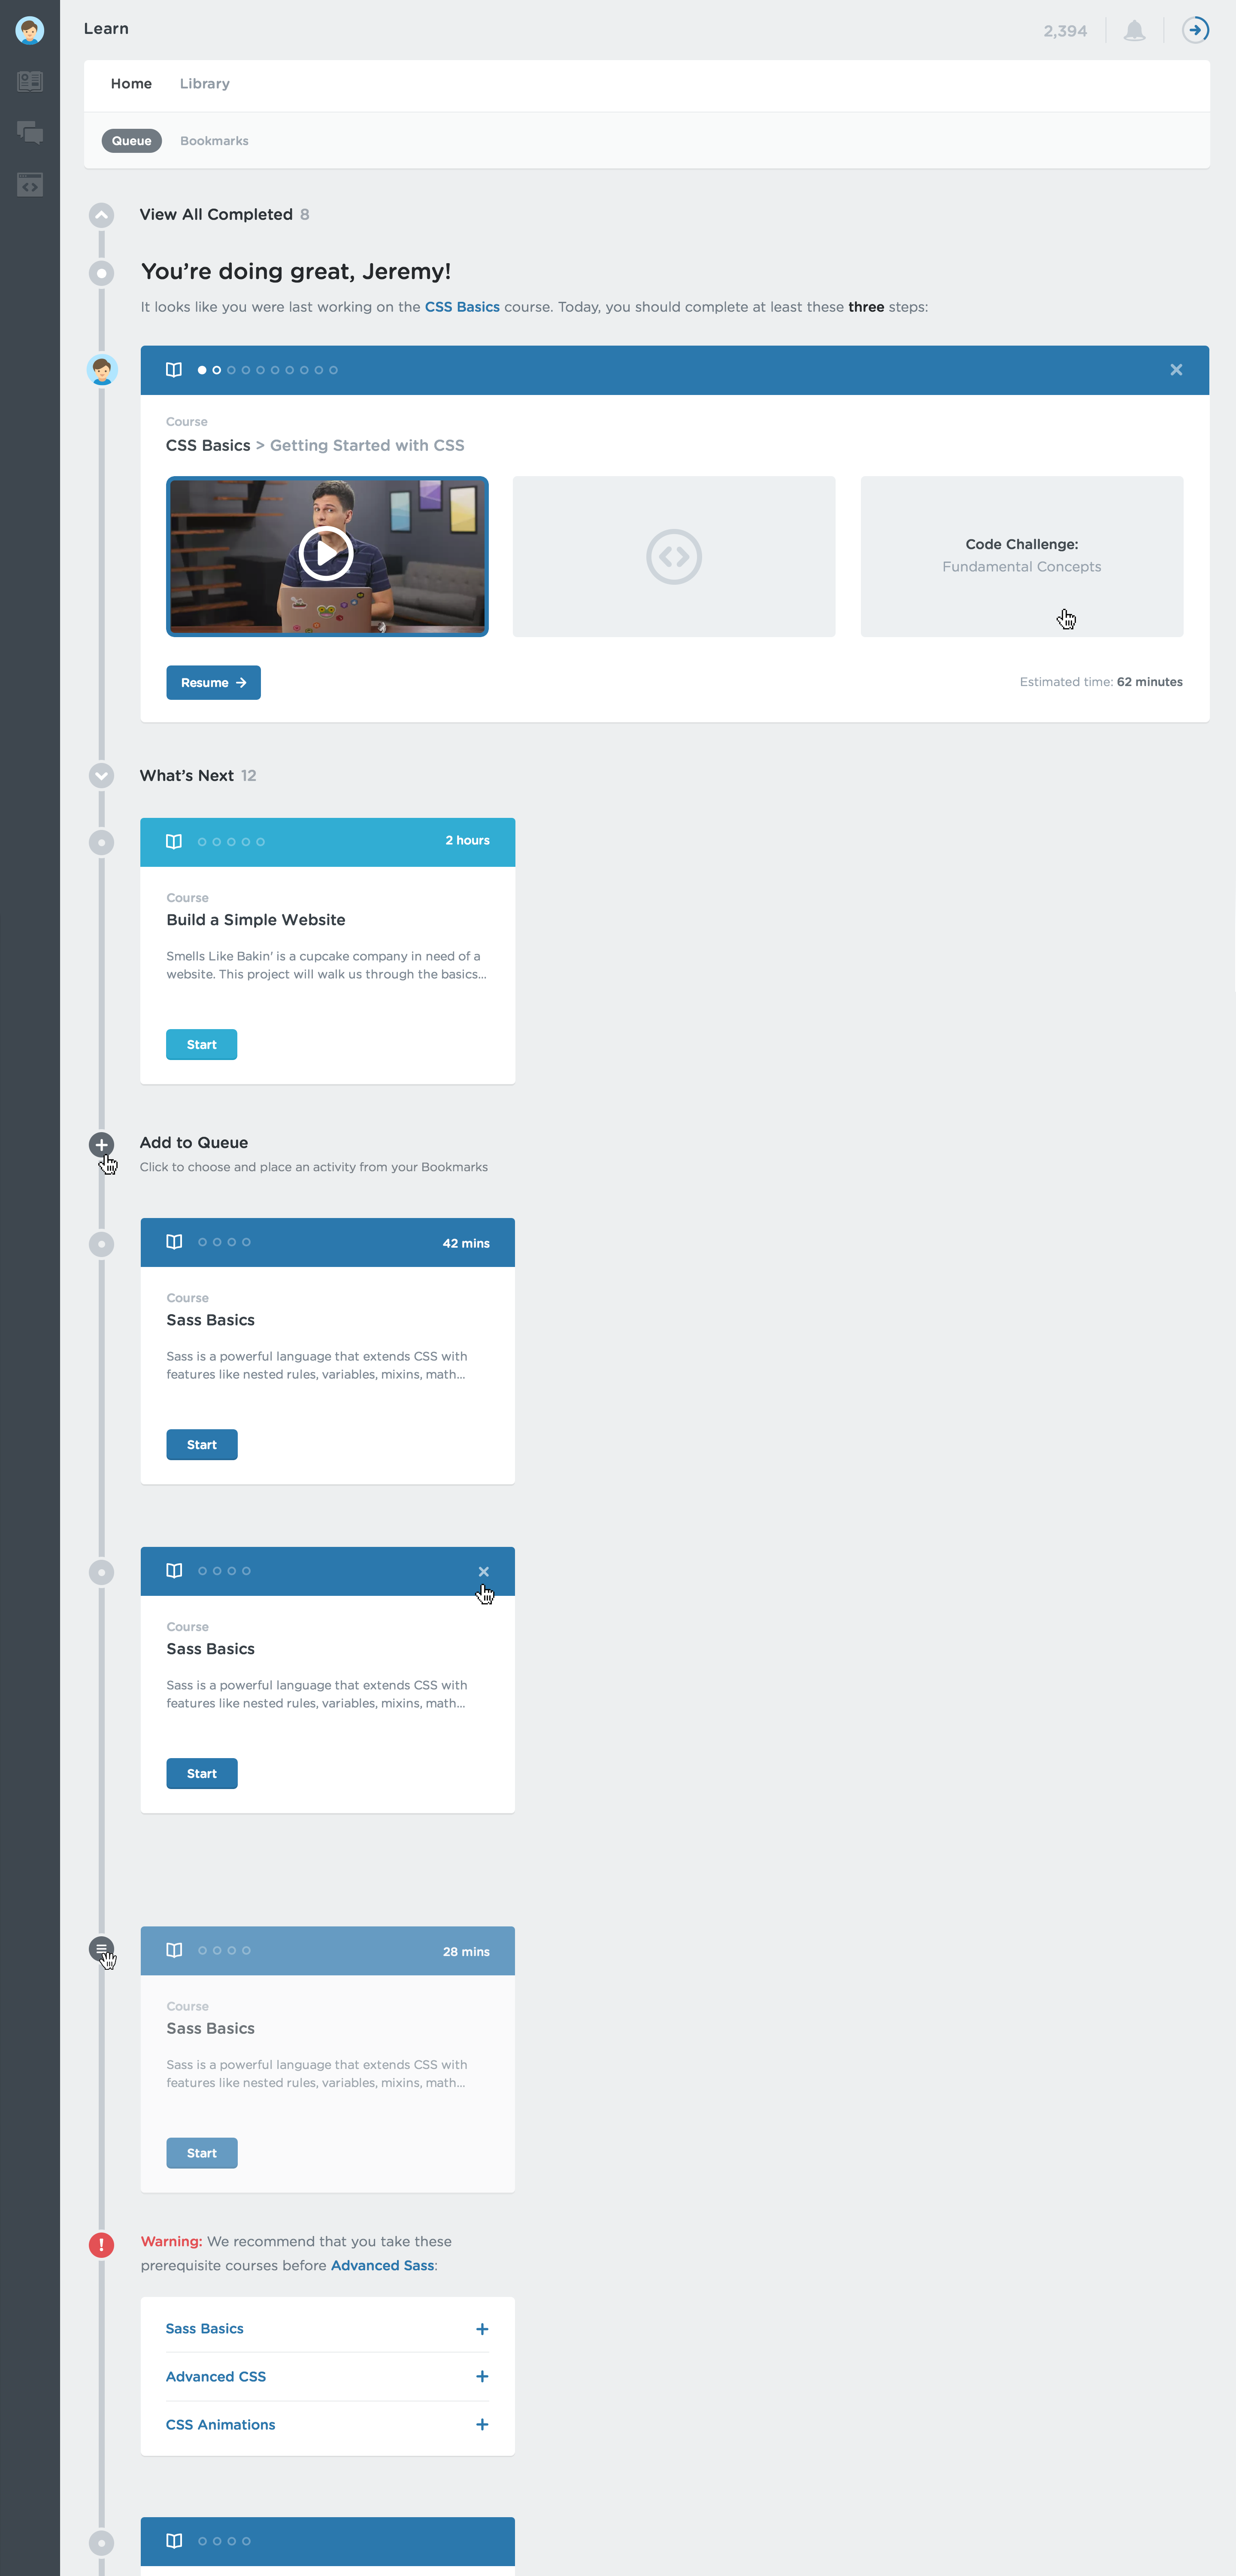 Learn
2,394
Home Library
Queue Bookmarks
View All Completed 8
You’re doing great, Jeremy!
It looks like you were last working on the CSS Basics course. Today, you should complete at least these three steps:
Course
CSS Basics > Getting Started with CSS
Code Challenge:
Fundamental Concepts
Resume
Estimated time: 62 minutes
What’s Next 12
2 hours
Course
Build a Simple Website
Smells Like Bakin' is a cupcake company in need of a
website. This project will walk us through the basics...
Start
Add to Queue
Click to choose and place an activity from your Bookmarks
42 mins
Course
Sass Basics
Sass is a powerful language that extends CSS with
features like nested rules, variables, mixins, math...
Start
Course
Sass Basics
Sass is a powerful language that extends CSS with
features like nested rules, variables, mixins, math...
Start
28 mins
Course
Sass Basics
Sass is a powerful language that extends CSS with
features like nested rules, variables, mixins, math...
Start
Warning: We recommend that you take these
prerequisite courses before Advanced Sass:
Sass Basics
Advanced CSS
CSS Animations